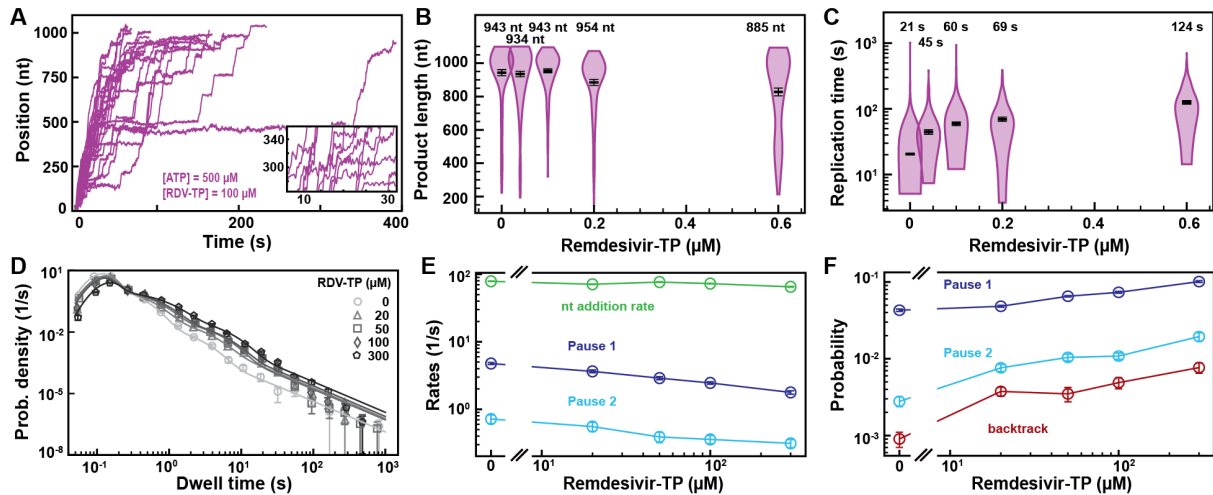 A
Position (nt)
1000
750
500
250
0
[ATP] = 500 µM
[RDV-TP] = 100 µM
340
300
10
30
0
200
400
Time (s)
B
943 nt
943 nt
954 nt
885 nt
934 nt
Product length (nt)
1000
800
600
400
200
0
0.2
0.4
0.6
Remdesivir-TP (µM)
C
21 s
60 s
69 s
124 s
45 s
Replication time (s)
10³
10²
10¹
10⁰
0
0.2
0.4
0.6
Remdesivir-TP (µM)
D
Prob. density (1/s)
10¹
10⁻²
10⁻⁵
10⁻⁸
RDV-TP (µM)
0
20
50
100
300
10⁻¹
10⁰
10¹
10²
10³
Dwell time (s)
E
Rates (1/s)
10²
10¹
10⁰
nt addition rate
Pause 1
Pause 2
0
10¹
10²
Remdesivir-TP (µM)
F
Probability
10⁻¹
10⁻²
10⁻³
Pause 1
Pause 2
backtrack
0
10¹
10²
Remdesivir-TP (µM)